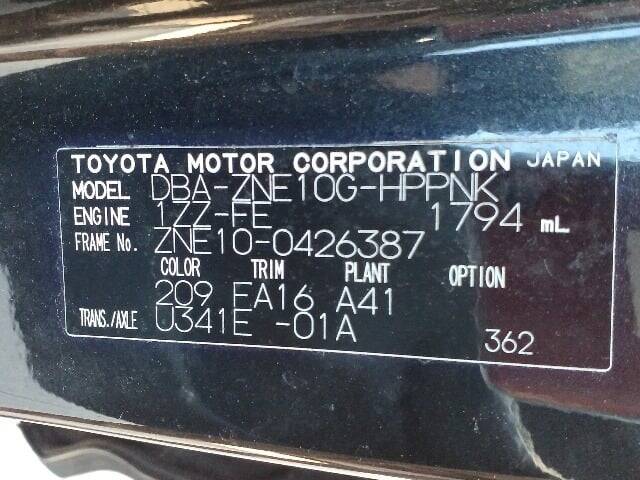 TOYOTA MOTOR CORPORATION JAPAN
MODEL DBA-ZNE10G-HPPNK
ENGINE 1ZZ-FE 1794 mL
FRAME No. ZNE10-0426387
COLOR TRIM PLANT OPTION
209 EA16 A41
TRANS./AXLE U341E -01A
362